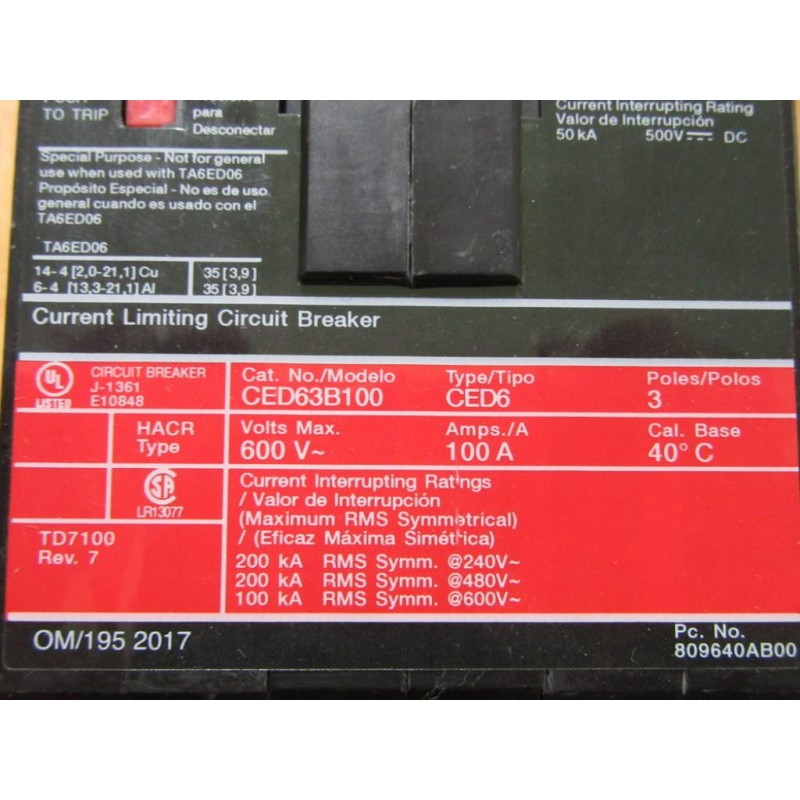 TO TRIP
para
Desconectar
Special Purpose - Not for general
use when used with TA6ED06
Propósito Especial - No es de uso
general cuando es usado con el
TA6ED06
TA6ED06
14-4 [2,0-21,1] Cu 35 [3,9]
6-4 [13,3-21,1] Al 35 [3,9]
Current Interrupting Rating
Valor de Interrupción
50 kA 500V⎓ DC
Current Limiting Circuit Breaker
UL
LISTED
CIRCUIT BREAKER
J-1361
E10848
Cat. No./Modelo
CED63B100
Type/Tipo
CED6
Poles/Polos
3
HACR
Type
Volts Max.
600 V~
Amps./A
100 A
Cal. Base
40° C
SA
LR13077
TD7100
Rev. 7
Current Interrupting Ratings
/ Valor de Interrupción
(Maximum RMS Symmetrical)
/ (Eficaz Máxima Simétrica)
200 kA RMS Symm. @240V~
200 kA RMS Symm. @480V~
100 kA RMS Symm. @600V~
OM/195 2017
Pc. No.
809640AB00